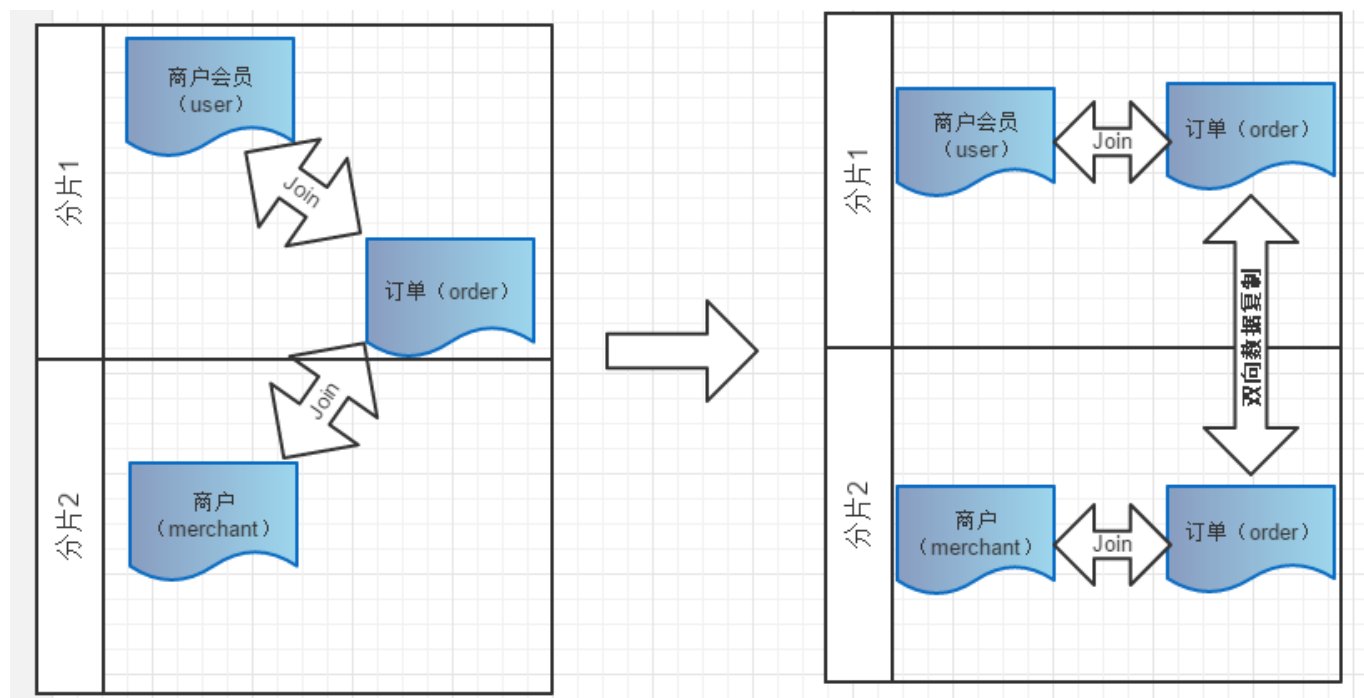 分片1
商户会员
（user）
Join
订单（order）
Join
分片2
商户
（merchant）
分片1
商户会员
（user）
Join
订单（order）
双向数据复制
分片2
商户
（merchant）
Join
订单（order）